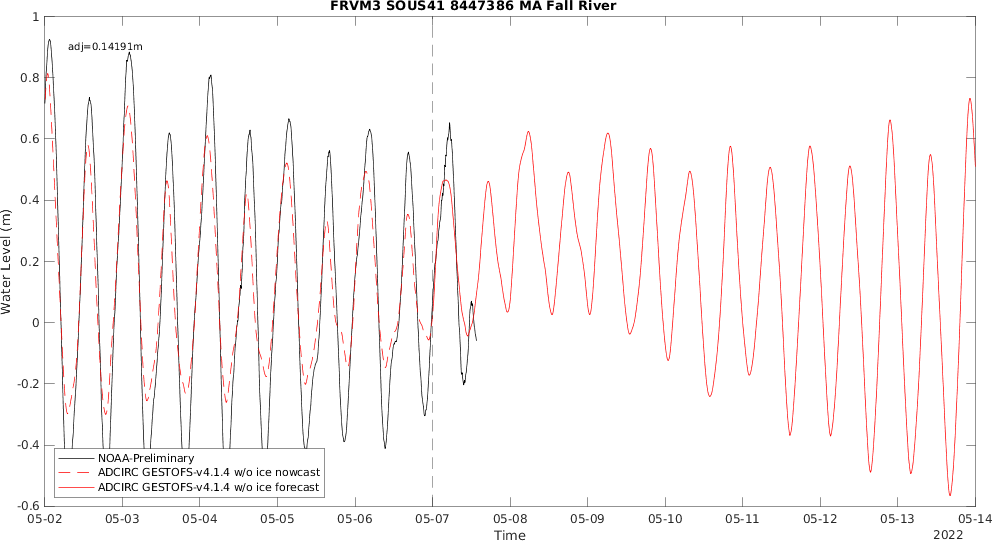 FRVM3 SOUS41 8447386 MA Fall River
adj=0.14191m
Water Level (m)
1
0.8
0.6
0.4
0.2
0
-0.2
-0.4
-0.6
NOAA-Preliminary
ADCIRC GESTOFS-v4.1.4 w/o ice nowcast
ADCIRC GESTOFS-v4.1.4 w/o ice forecast
05-02 05-03 05-04 05-05 05-06 05-07 05-08 05-09 05-10 05-11 05-12 05-13 05-14
Time
2022